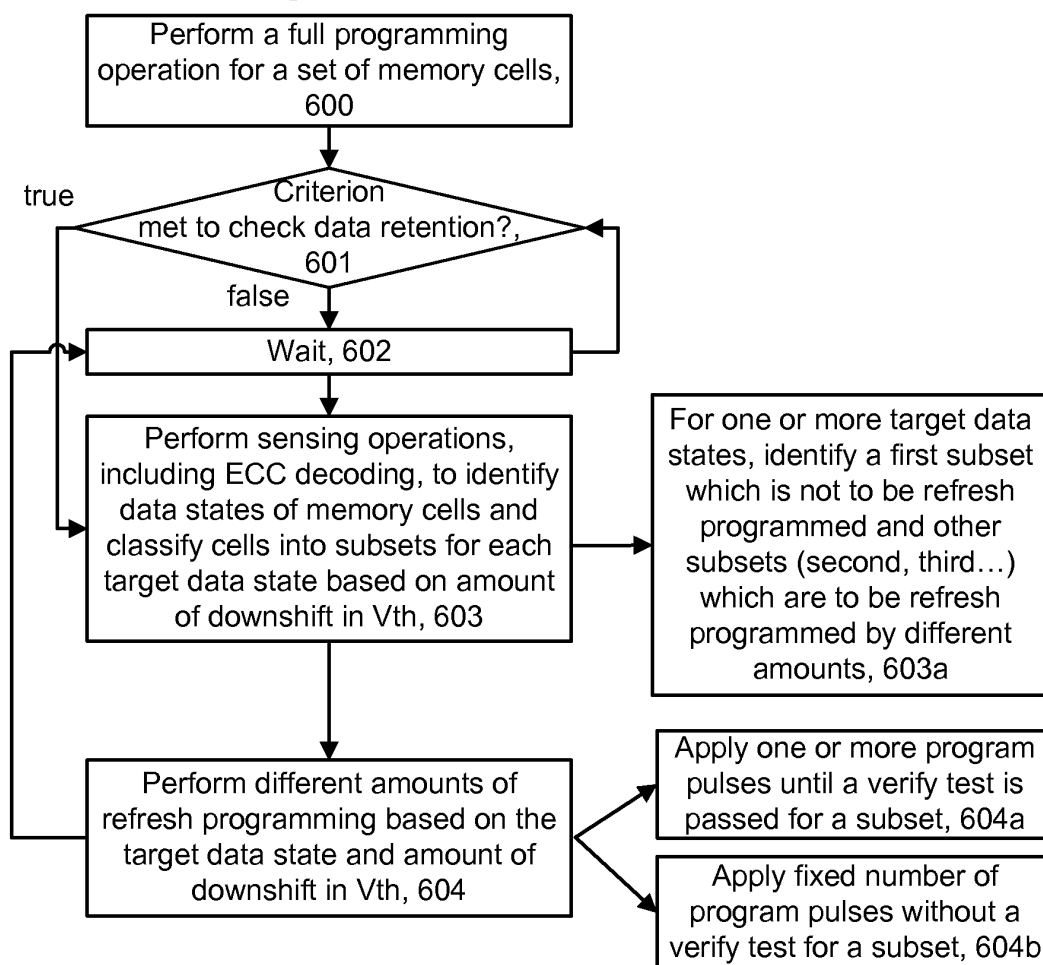 Perform a full programming
operation for a set of memory cells,
600
true
Criterion
met to check data retention?,
601
false
Wait, 602
Perform sensing operations,
including ECC decoding, to identify
data states of memory cells and
classify cells into subsets for each
target data state based on amount
of downshift in Vth, 603
For one or more target data
states, identify a first subset
which is not to be refresh
programmed and other
subsets (second, third…)
which are to be refresh
programmed by different
amounts, 603a
Perform different amounts of
refresh programming based on the
target data state and amount of
downshift in Vth, 604
Apply one or more program
pulses until a verify test is
passed for a subset, 604a
Apply fixed number of
program pulses without a
verify test for a subset, 604b